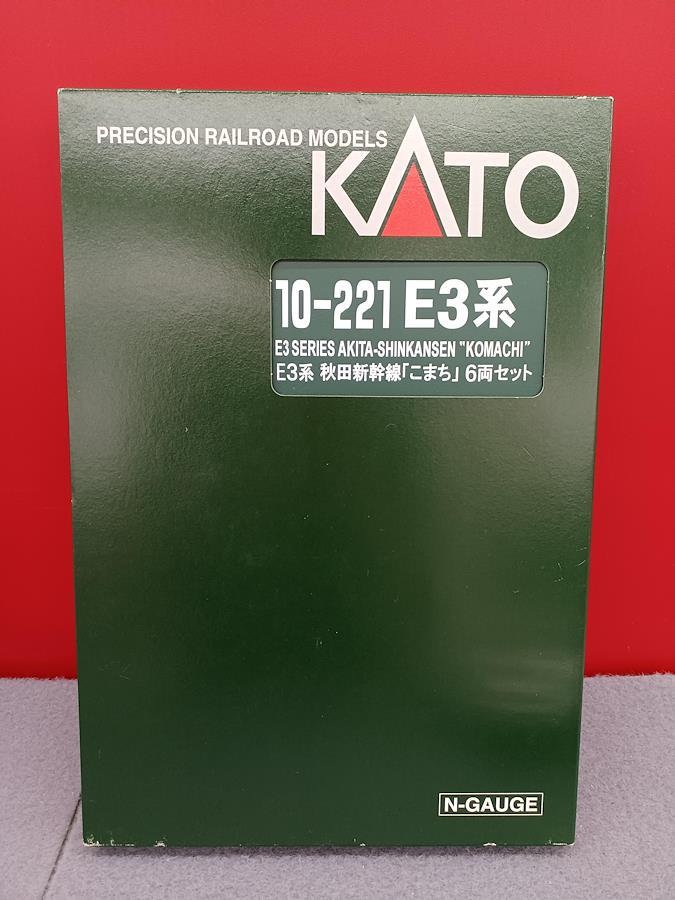 PRECISION RAILROAD MODELS
KATO
10-221 E3系
E3 SERIES AKITA-SHINKANSEN "KOMACHI"
E3系 秋田新幹線「こまち」 6両セット
N-GAUGE